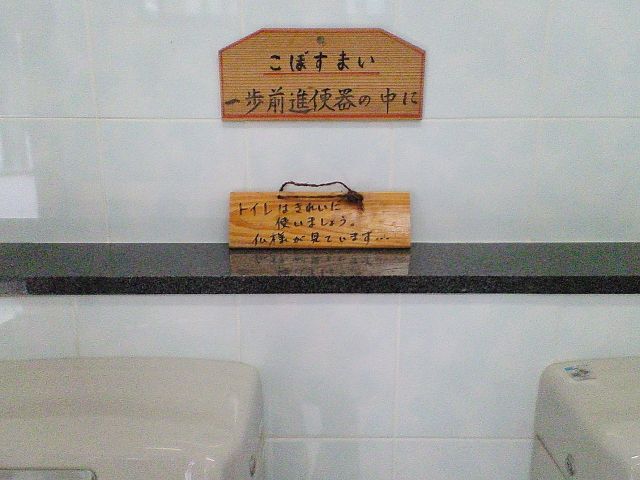 こぼすまい
一歩前進便器の中に
トイレはきれいに
使いましょう。
仏様が見ています…